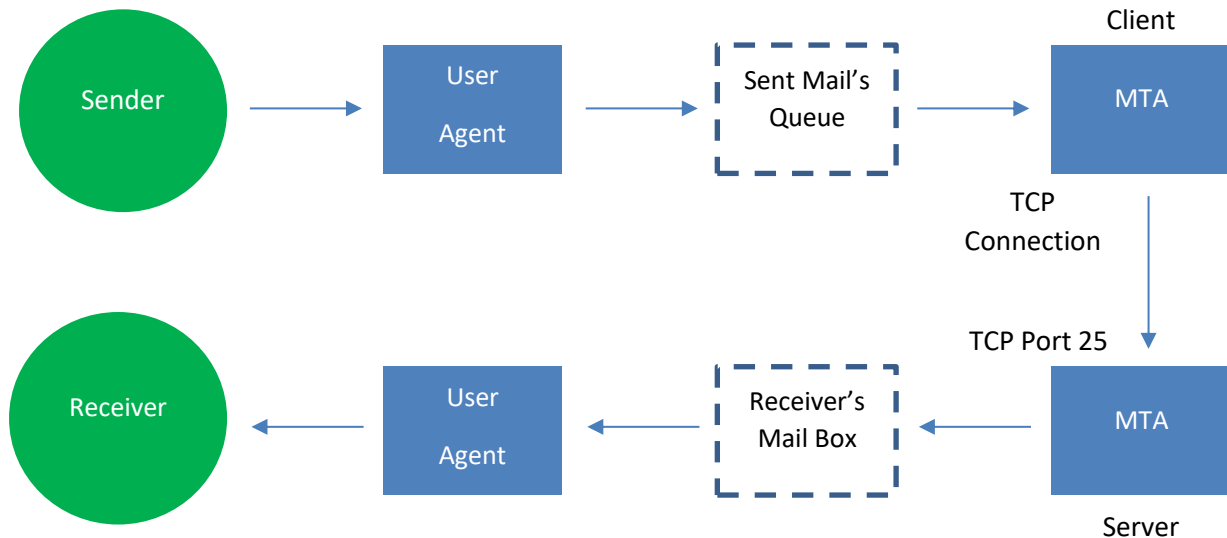 Client
Sender
User
Agent
Sent Mail’s
Queue
MTA
TCP
Connection
TCP Port 25
Receiver
User
Agent
Receiver’s
Mail Box
MTA
Server